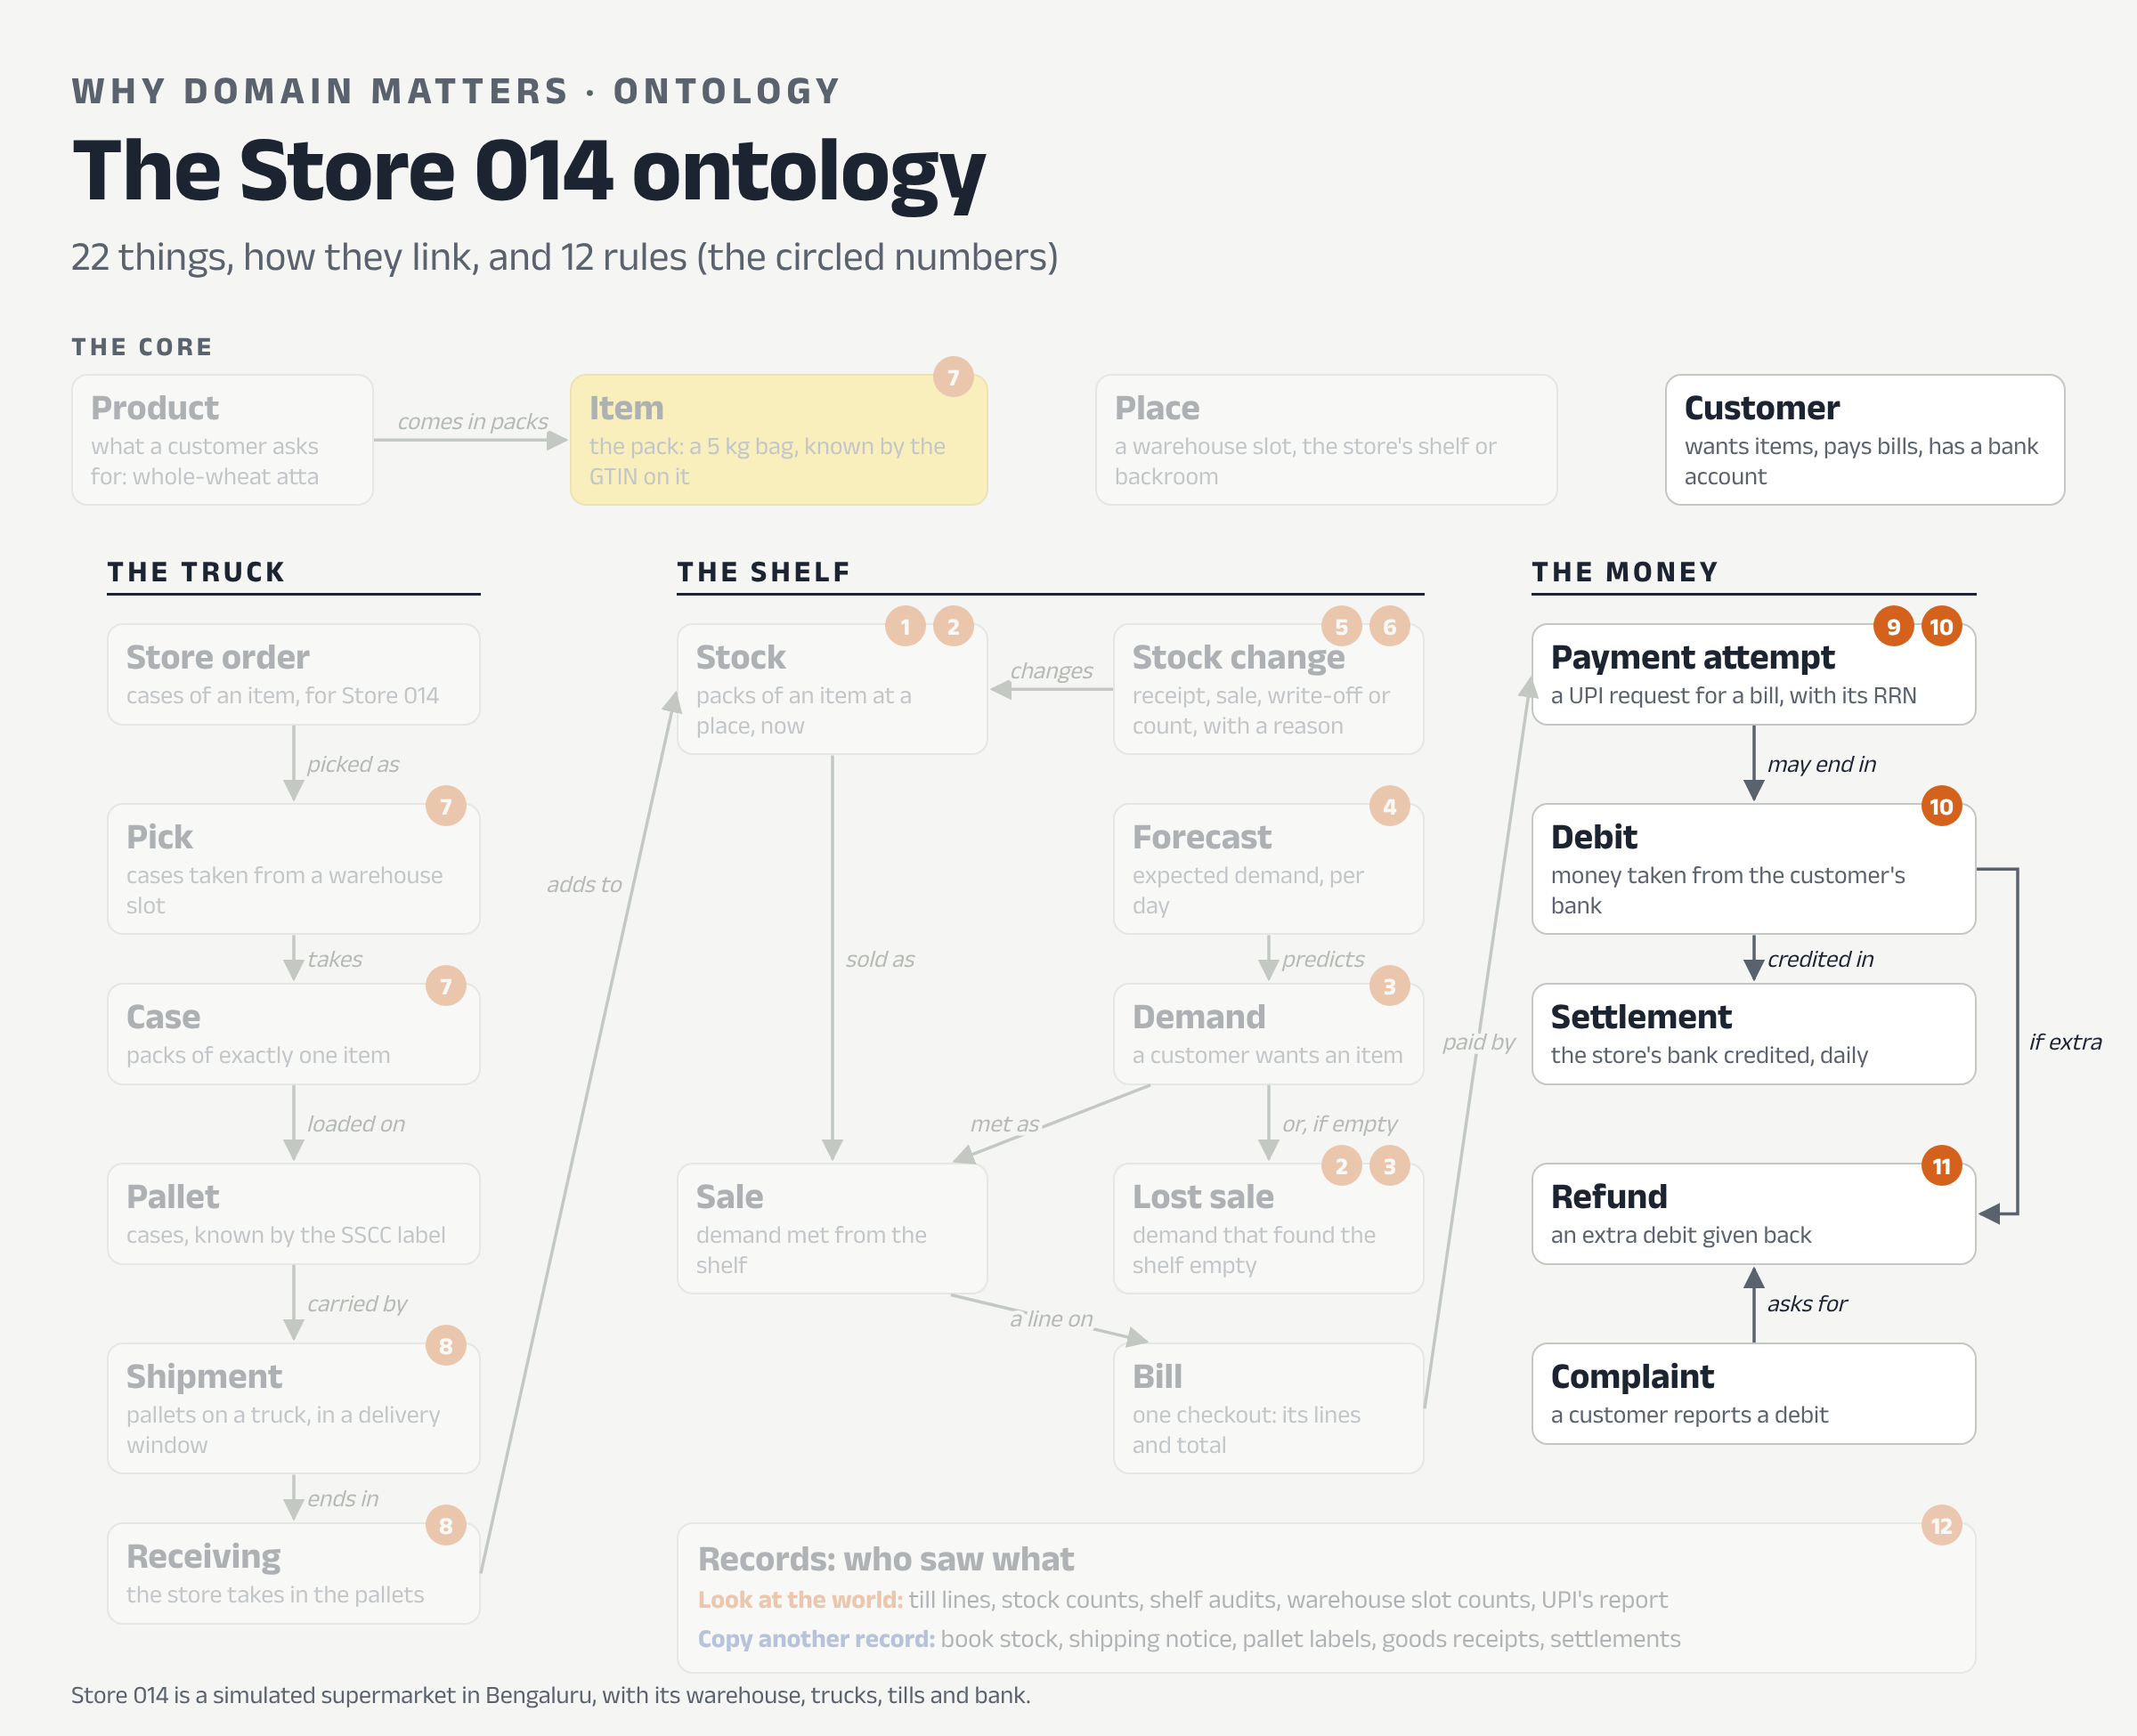 WHY DOMAIN MATTERS · ONTOLOGY
The Store 014 ontology
22 things, how they link, and 12 rules (the circled numbers)
THE CORE
Product
what a customer asks
for: whole-wheat atta
comes in packs
7
Item
the pack: a 5 kg bag, known by the
GTIN on it
Place
a warehouse slot, the store's shelf or
backroom
Customer
wants items, pays bills, has a bank
account
THE TRUCK
Store order
cases of an item, for Store 014
picked as
7
Pick
cases taken from a warehouse
slot
takes
7
Case
packs of exactly one item
loaded on
Pallet
cases, known by the SSCC label
carried by
8
Shipment
pallets on a truck, in a delivery
window
ends in
8
Receiving
the store takes in the pallets
adds to
THE SHELF
1 2
Stock
packs of an item at a
place, now
changes
5 6
Stock change
receipt, sale, write-off or
count, with a reason
4
Forecast
expected demand, per
day
sold as
predicts
3
Demand
a customer wants an item
met as
or, if empty
Sale
demand met from the
shelf
2 3
Lost sale
demand that found the
shelf empty
a line on
Bill
one checkout: its lines
and total
paid by
THE MONEY
9 10
Payment attempt
a UPI request for a bill, with its RRN
may end in
10
Debit
money taken from the customer's
bank
credited in
Settlement
the store's bank credited, daily
if extra
11
Refund
an extra debit given back
asks for
Complaint
a customer reports a debit
12
Records: who saw what
Look at the world: till lines, stock counts, shelf audits, warehouse slot counts, UPI's report
Copy another record: book stock, shipping notice, pallet labels, goods receipts, settlements
Store 014 is a simulated supermarket in Bengaluru, with its warehouse, trucks, tills and bank.